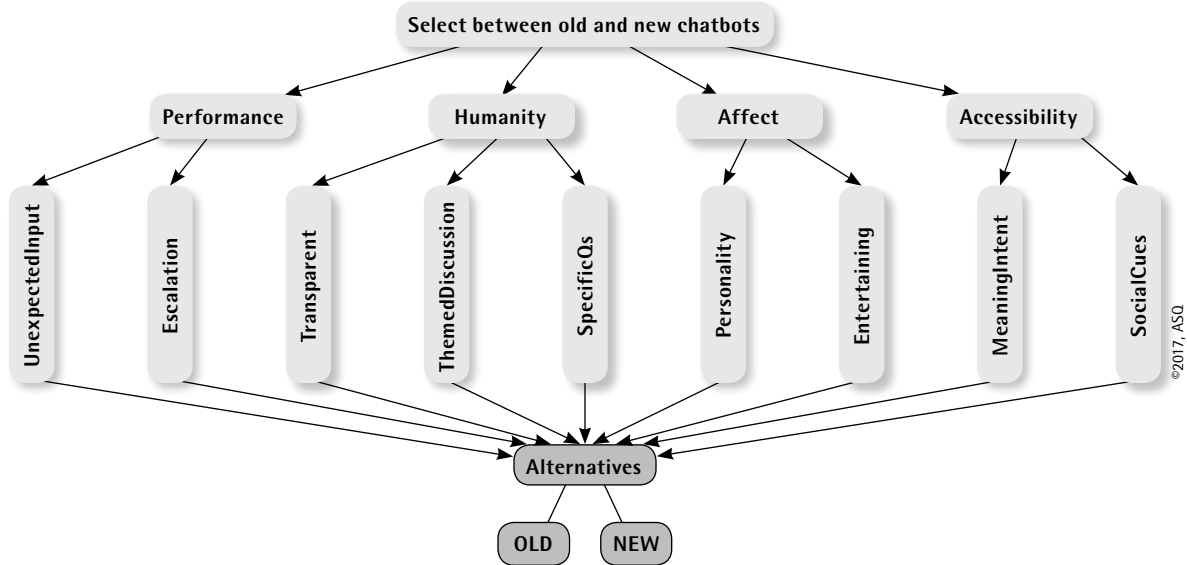 Select between old and new chatbots
Performance
Humanity
Affect
Accessibility
UnexpectedInput
Escalation
Transparent
ThemedDiscussion
SpecificQs
Personality
Entertaining
MeaningIntent
SocialCues
©2017, ASQ
Alternatives
OLD
NEW